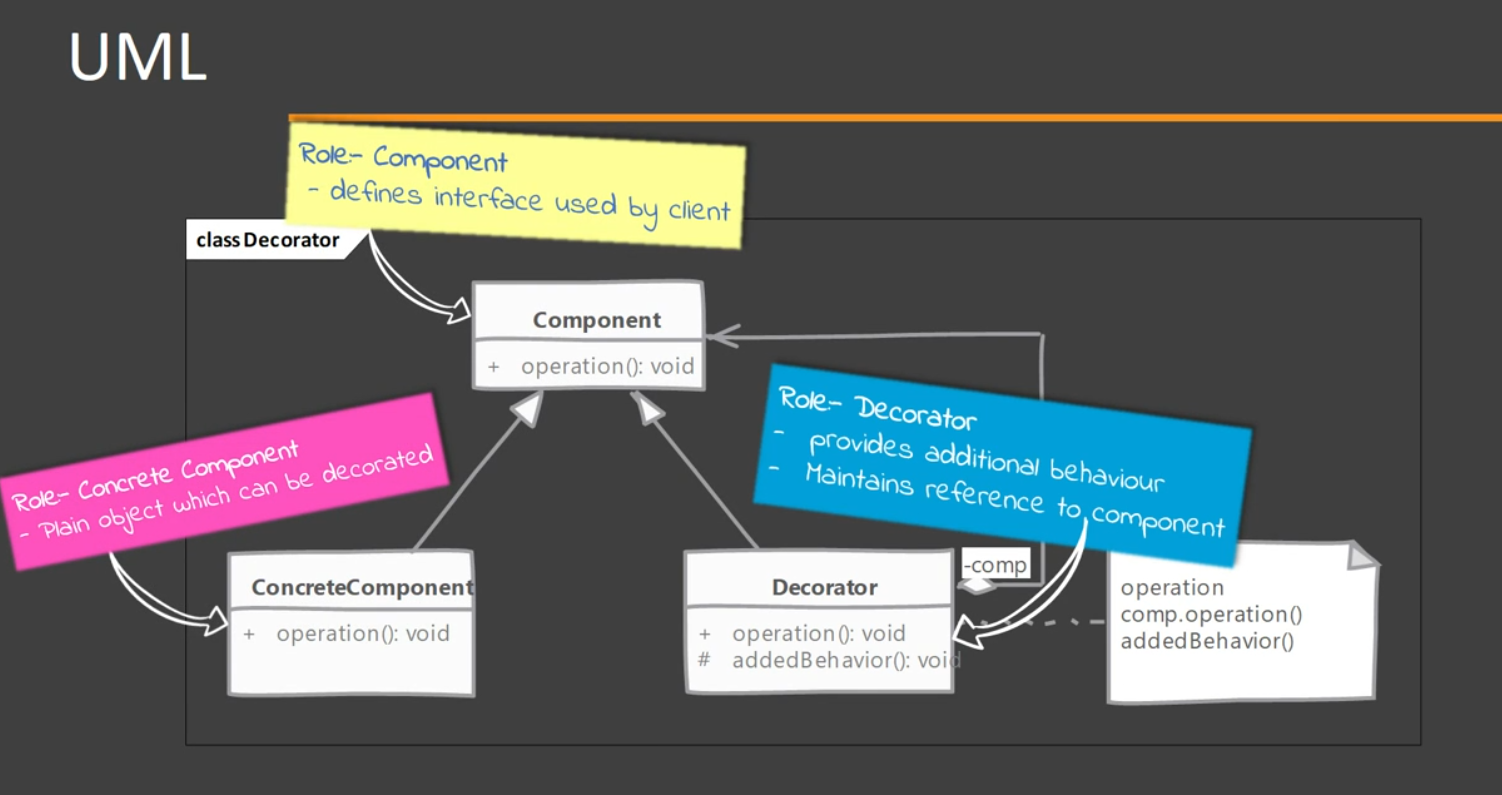 UML
Role:- Component
- defines interface used by client
class Decorator
Component
+ operation(): void
Role:- Decorator
- provides additional behaviour
- Maintains reference to component
Role:- Concrete Component
- Plain object which can be decorated
ConcreteComponent
+ operation(): void
Decorator
+ operation(): void
# addedBehavior(): void
-comp
operation
comp.operation()
addedBehavior()